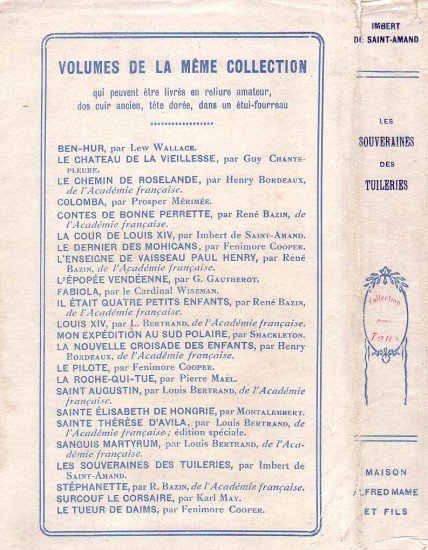 VOLUMES DE LA MÊME COLLECTION
qui peuvent être livrés en reliure amateur,
dos cuir ancien, tête dorée, dans un étui-fourreau
BEN-HUR, par Lew WALLACE.
LE CHATEAU DE LA VIEILLESSE, par Guy CHANTE-
PLEURE.
LE CHEMIN DE ROSELANDE, par Henry BORDEAUX,
de l'Académie française.
COLOMBA, par Prosper MÉRIMÉE.
CONTES DE BONNE PERRETTE, par René BAZIN, de
l'Académie française.
LA COUR DE LOUIS XIV, par Imbert de SAINT-AMAND.
LE DERNIER DES MOHICANS, par Fenimore COOPER.
L'ENSEIGNE DE VAISSEAU PAUL HENRY, par René
BAZIN, de l'Académie française.
L'ÉPOPÉE VENDÉENNE, par G. GAUTHEROT.
FABIOLA, par le Cardinal WISEMAN.
IL ÉTAIT QUATRE PETITS ENFANTS, par René BAZIN,
de l'Académie française.
LOUIS XIV, par L. BERTRAND, de l'Académie française.
MON EXPÉDITION AU SUD POLAIRE, par SHACKLETON.
LA NOUVELLE CROISADE DES ENFANTS, par Henry
BORDEAUX, de l'Académie française.
LE PILOTE, par Fenimore COOPER.
LA ROCHE-QUI-TUE, par Pierre MAËL.
SAINT AUGUSTIN, par Louis BERTRAND, de l'Académie
française.
SAINTE ÉLISABETH DE HONGRIE, par MONTALEMBERT.
SAINTE THÉRÈSE D'AVILA, par Louis BERTRAND, de
l'Académie française; édition spéciale.
SANGUIS MARTYRUM, par Louis BERTRAND, de l'Aca-
démie française.
LES SOUVERAINES DES TUILERIES, par Imbert de
SAINT-AMAND.
STÉPHANETTE, par R. BAZIN, de l'Académie française.
SURCOUF LE CORSAIRE, par Karl MAY.
LE TUEUR DE DAIMS, par Fenimore COOPER.
IMBERT
DE SAINT-AMAND
LES
SOUVERAINES
DES
TUILERIES
Collection
pour
Tous
MAISON
ALFRED MAME
ET FILS